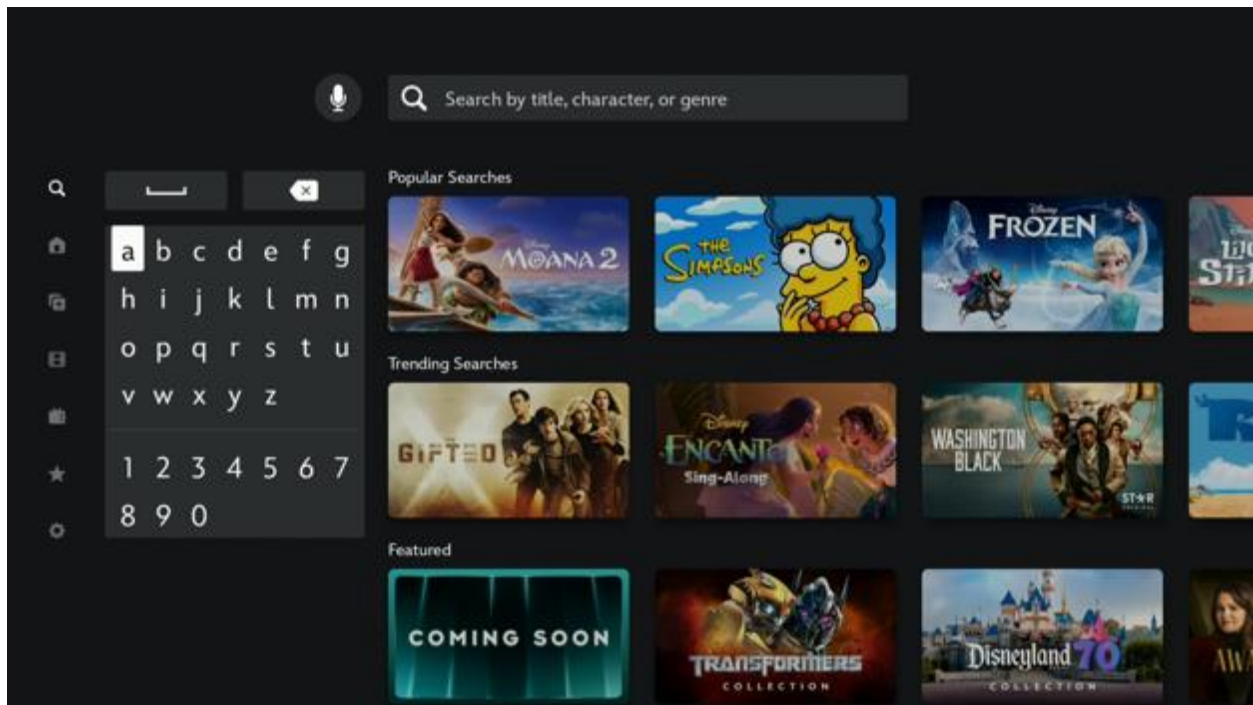 Search by title, character, or genre
Popular Searches
Disney
MOANA 2
THE
SIMPSONS
Disney
FROZEN
a b c d e f g
h i j k l m n
o p q r s t u
v w x y z
1 2 3 4 5 6 7
8 9 0
Trending Searches
GIFTED
Disney
ENCANTO
Sing-Along
WASHINGTON
BLACK
STAR
ORIGINAL
Featured
COMING SOON
TRANSFORMERS
COLLECTION
Disneyland 70
COLLECTION